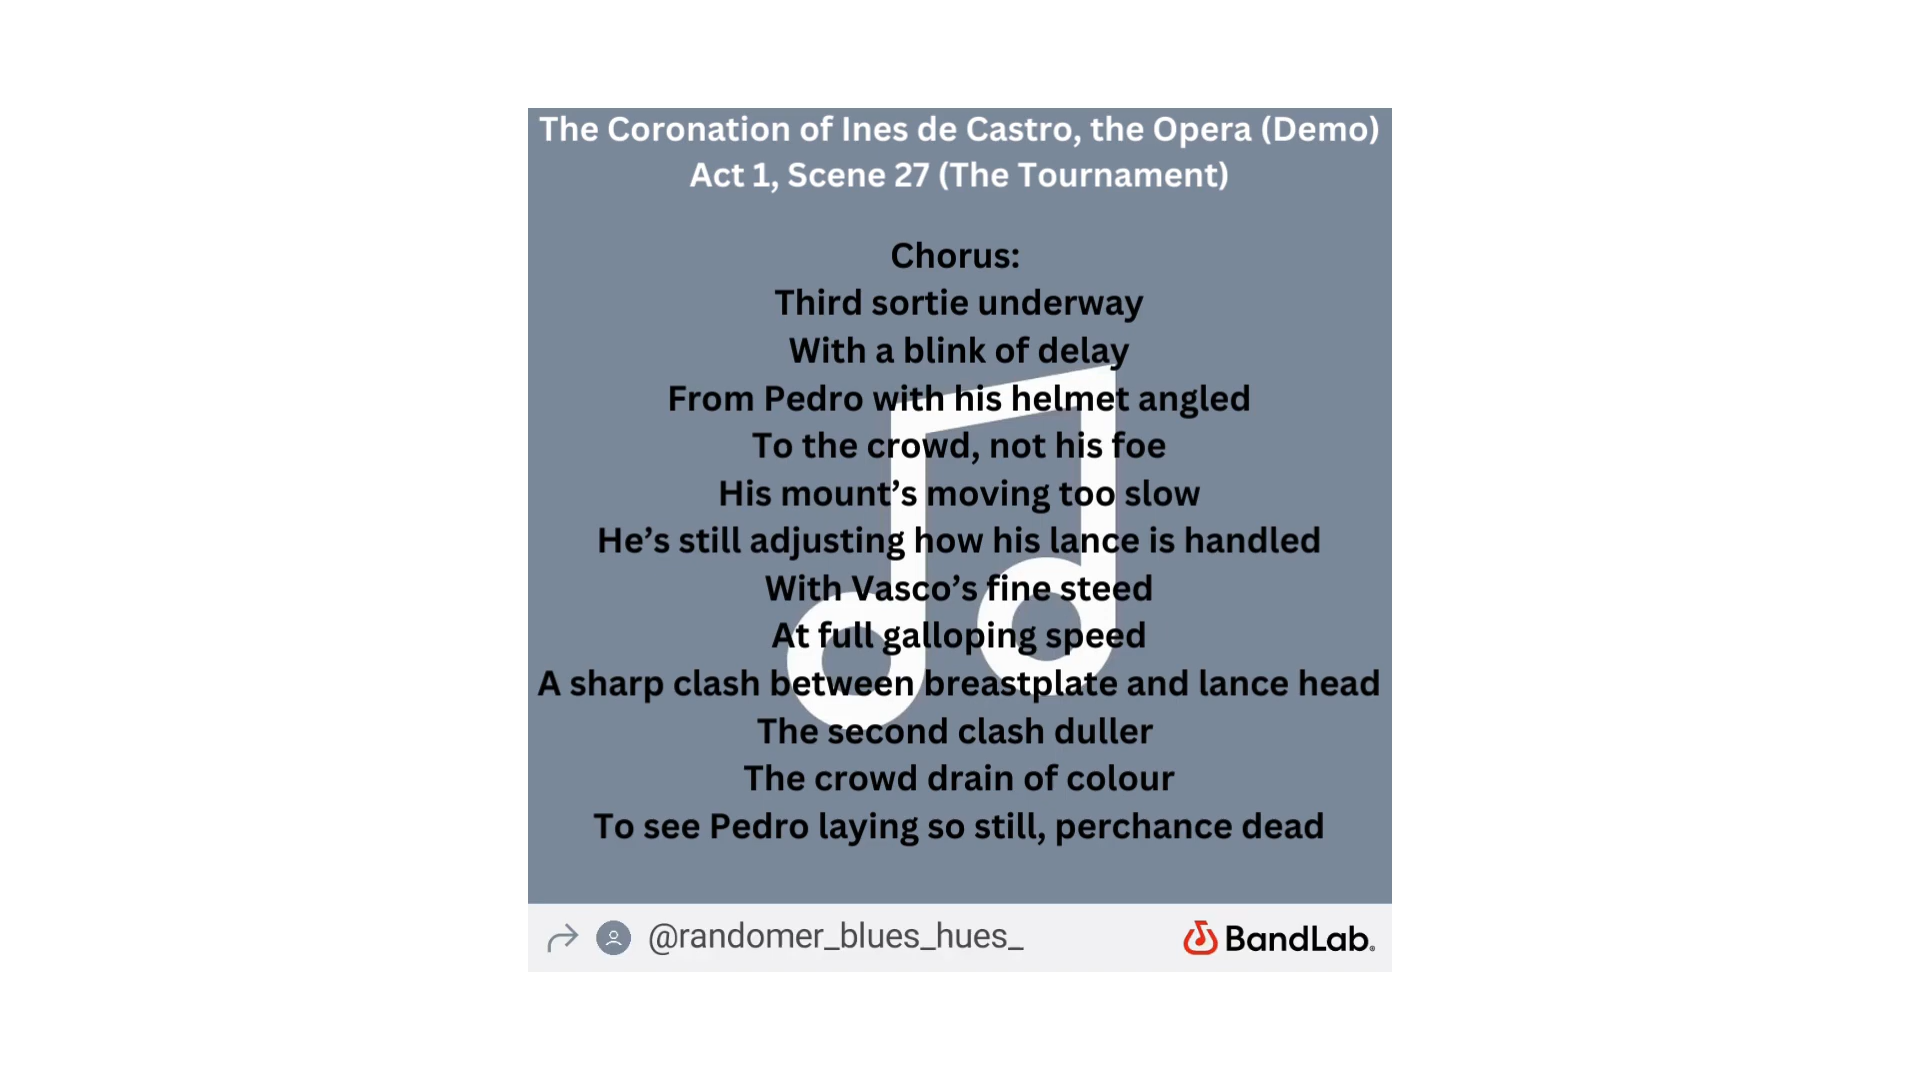 The Coronation of Ines de Castro, the Opera (Demo)
Act 1, Scene 27 (The Tournament)
Chorus:
Third sortie underway
With a blink of delay
From Pedro with his helmet angled
To the crowd, not his foe
His mount’s moving too slow
He’s still adjusting how his lance is handled
With Vasco’s fine steed
At full galloping speed
A sharp clash between breastplate and lance head
The second clash duller
The crowd drain of colour
To see Pedro laying so still, perchance dead
@randomer_blues_hues_
BandLab®